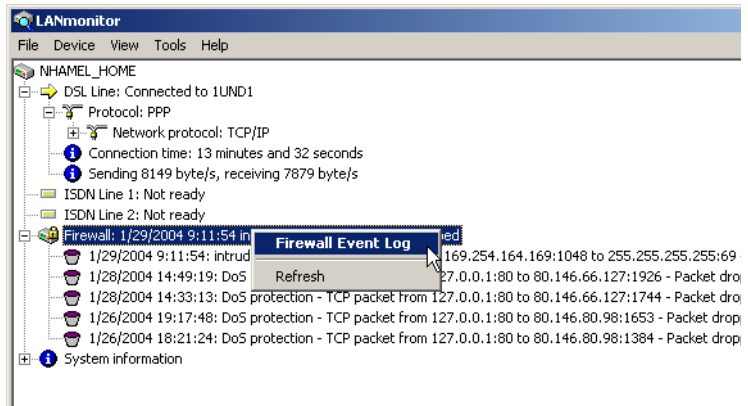 LANmonitor
File Device View Tools Help
NHAMEL_HOME
DSL Line: Connected to 1UND1
Protocol: PPP
Network protocol: TCP/IP
Connection time: 13 minutes and 32 seconds
Sending 8149 byte/s, receiving 7879 byte/s
ISDN Line 1: Not ready
ISDN Line 2: Not ready
Firewall: 1/29/2004 9:11:54 in
Firewall Event Log
Refresh
1/29/2004 9:11:54: intrud 169.254.164.169:1048 to 255.255.255.255:69
1/28/2004 14:49:19: DoS 27.0.0.1:80 to 80.146.66.127:1926 - Packet dro
1/28/2004 14:33:13: DoS protection - TCP packet from 127.0.0.1:80 to 80.146.66.127:1744 - Packet dro
1/26/2004 19:17:48: DoS protection - TCP packet from 127.0.0.1:80 to 80.146.80.98:1653 - Packet drop
1/26/2004 18:21:24: DoS protection - TCP packet from 127.0.0.1:80 to 80.146.80.98:1384 - Packet drop
System information